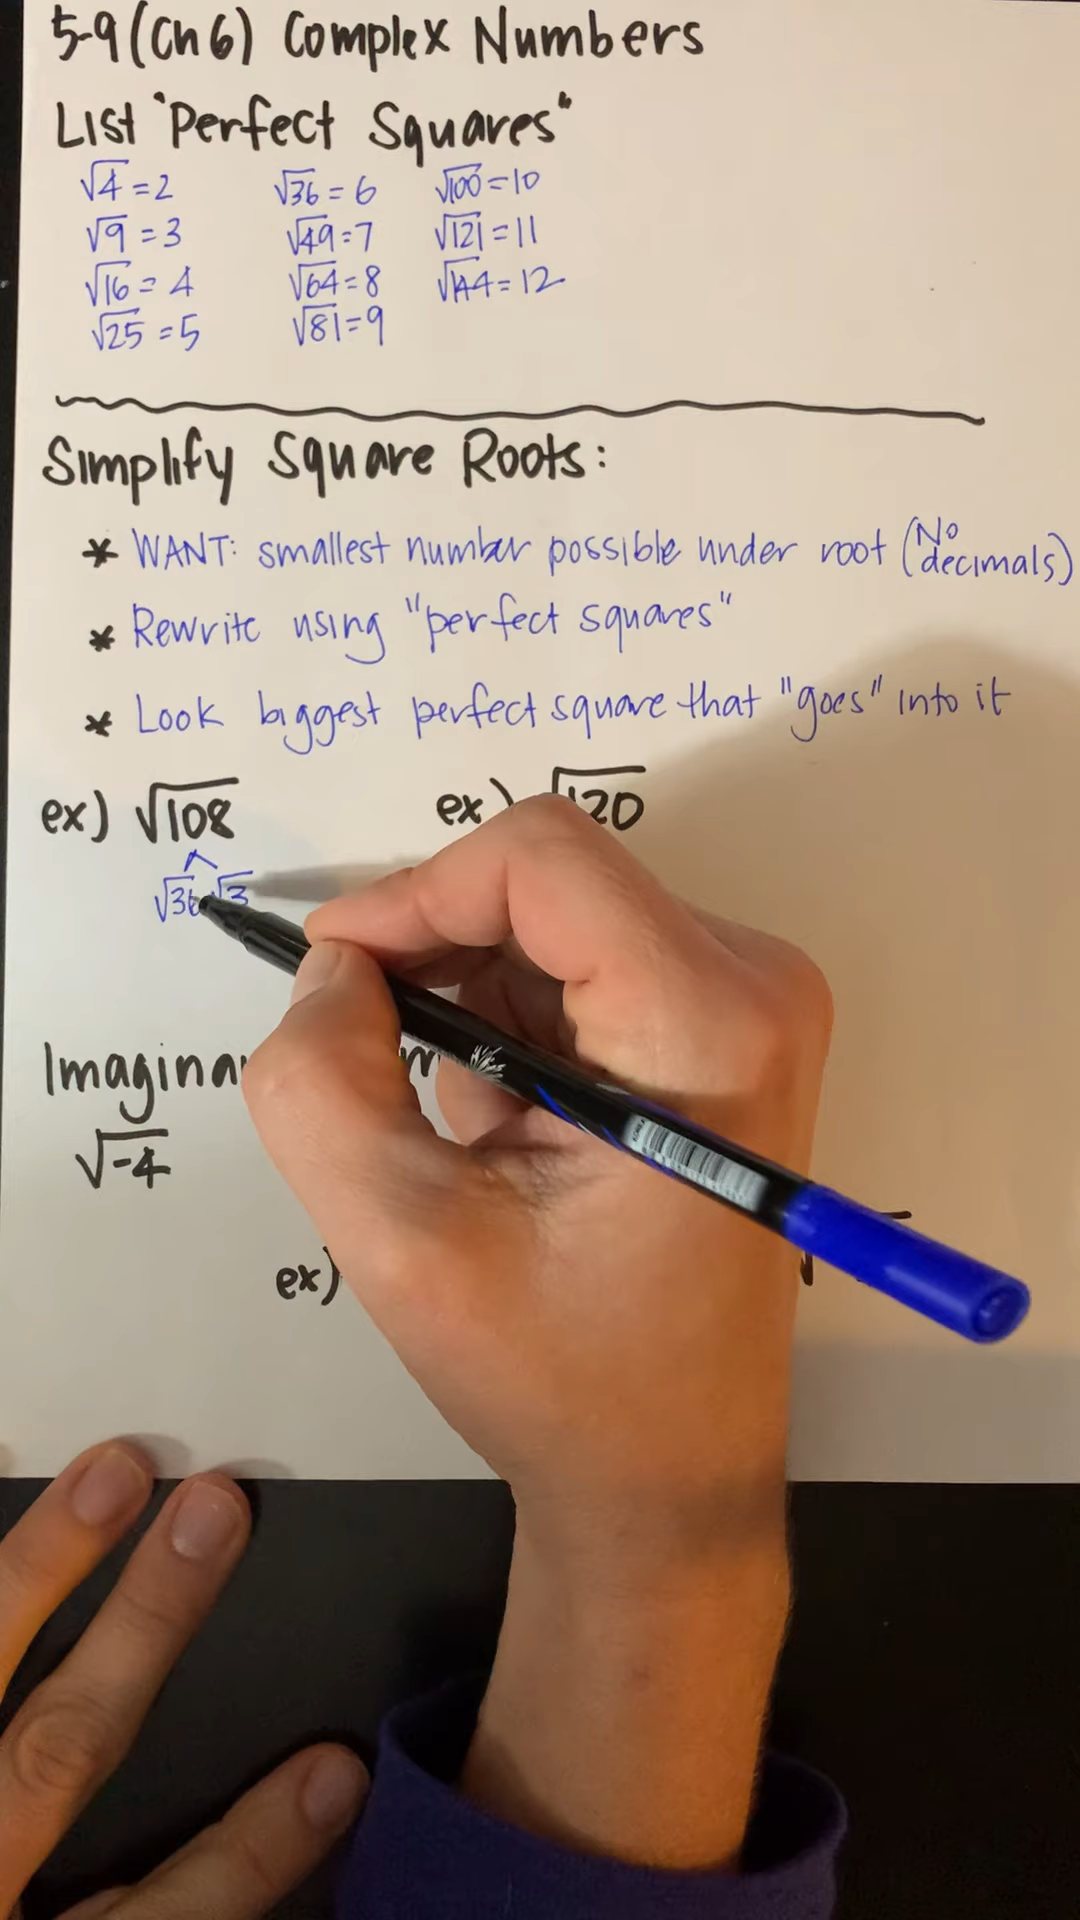 5-9 (Ch 6) Complex Numbers
List "Perfect Squares"
√4 = 2 √36 = 6 √100 = 10
√9 = 3 √49 = 7 √121 = 11
√16 = 4 √64 = 8 √144 = 12
√25 = 5 √81 = 9
Simplify Square Roots:
* WANT: smallest number possible under root (No decimals)
* Rewrite using "perfect squares"
* Look biggest perfect square that "goes" into it
ex) √108 ex) √120
√36 √3
√-4
ex)